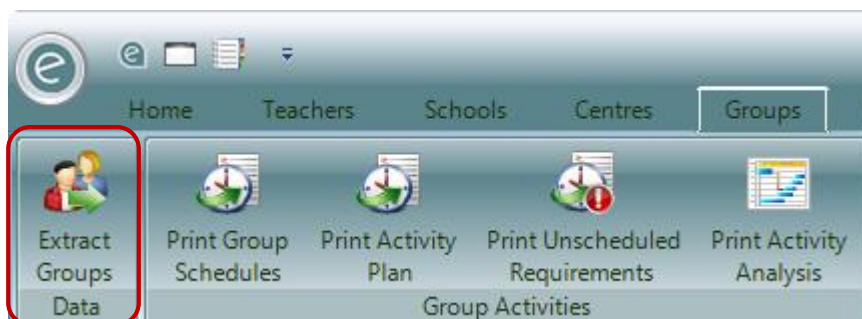 e
e
Home Teachers Schools Centres Groups
Extract Print Group Print Activity Print Unscheduled Print Activity
Groups Schedules Plan Requirements Analysis
Data Group Activities